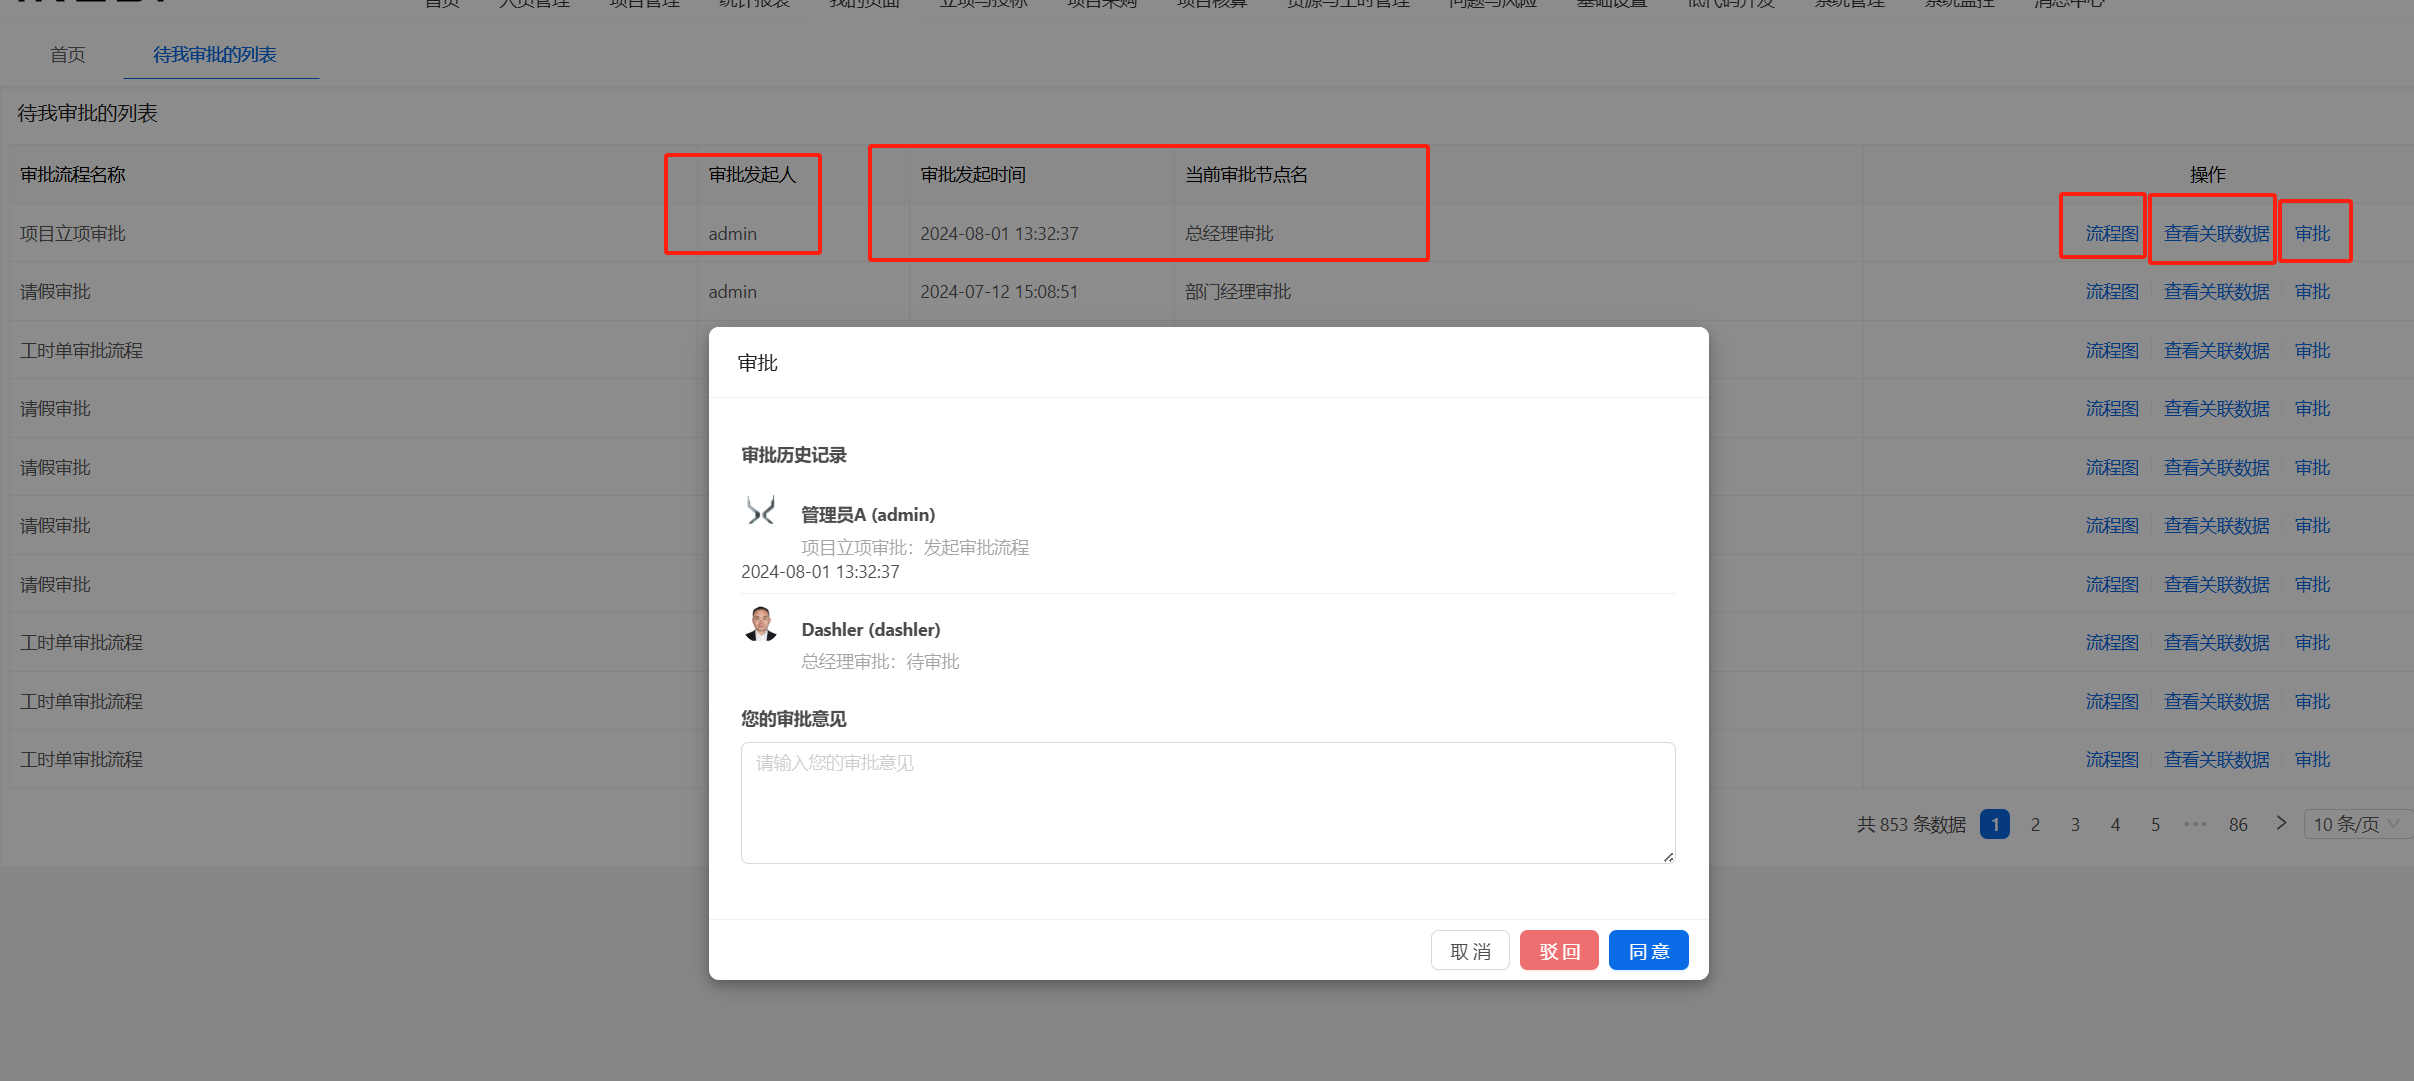 首页 人员管理 项目管理 统计报表 我的页面 立项与投标 项目采购 项目核算 资源与工时管理 问题与风险 基础设置 低代码开发 系统管理 系统监控 消息中心
首页 待我审批的列表
待我审批的列表
审批流程名称 审批发起人 审批发起时间 当前审批节点名 操作
项目立项审批 admin 2024-08-01 13:32:37 总经理审批 流程图 查看关联数据 审批
请假审批 admin 2024-07-12 15:08:51 部门经理审批 流程图 查看关联数据 审批
工时单审批流程 流程图 查看关联数据 审批
请假审批 流程图 查看关联数据 审批
请假审批 流程图 查看关联数据 审批
请假审批 流程图 查看关联数据 审批
请假审批 流程图 查看关联数据 审批
工时单审批流程 流程图 查看关联数据 审批
工时单审批流程 流程图 查看关联数据 审批
工时单审批流程 流程图 查看关联数据 审批
共 853 条数据 1 2 3 4 5 ••• 86 > 10 条/页
审批
审批历史记录
管理员A (admin)
项目立项审批：发起审批流程
2024-08-01 13:32:37
Dashler (dashler)
总经理审批：待审批
您的审批意见
请输入您的审批意见
取 消 驳 回 同 意